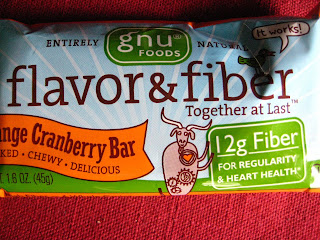 ENTIRELY gnu® NATURAL
FOODS
It works!
flavor & fiber
Together at Last™
nge Cranberry Bar
KED • CHEWY • DELICIOUS
T. 1.6 OZ. (45g)
12g Fiber
FOR REGULARITY
& HEART HEALTH*